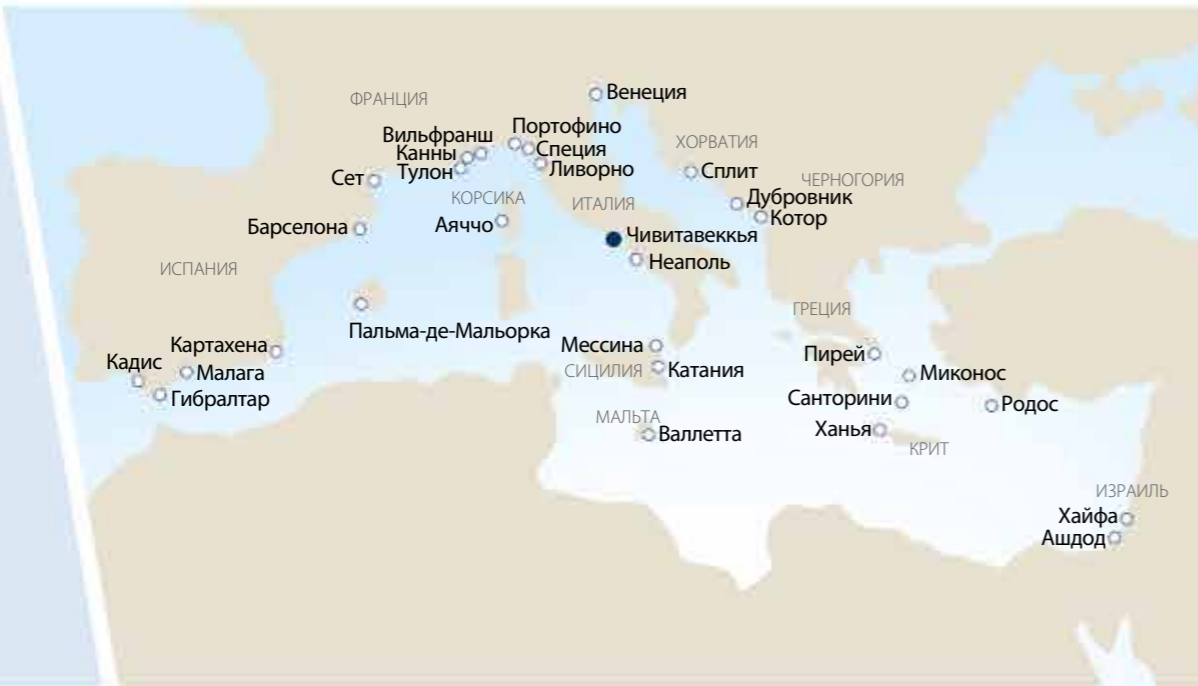 Венеция
ФРАНЦИЯ
Портофино
Вильфранш
ХОРВАТИЯ
Специя
Канны
Ливорно
Тулон
Сплит
Сет
ЧЕРНОГОРИЯ
КОРСИКА
Дубровник
ИТАЛИЯ
Котор
Аяччо
Барселона
Чивитавеккья
Неаполь
ИСПАНИЯ
ГРЕЦИЯ
Пальма-де-Мальорка
Картахена
Мессина
Пирей
Кадис
Малага
СИЦИЛИЯ
Катания
Миконос
Гибралтар
Санторини
Родос
МАЛЬТА
Валлетта
Ханья
КРИТ
ИЗРАИЛЬ
Хайфа
Ашдод